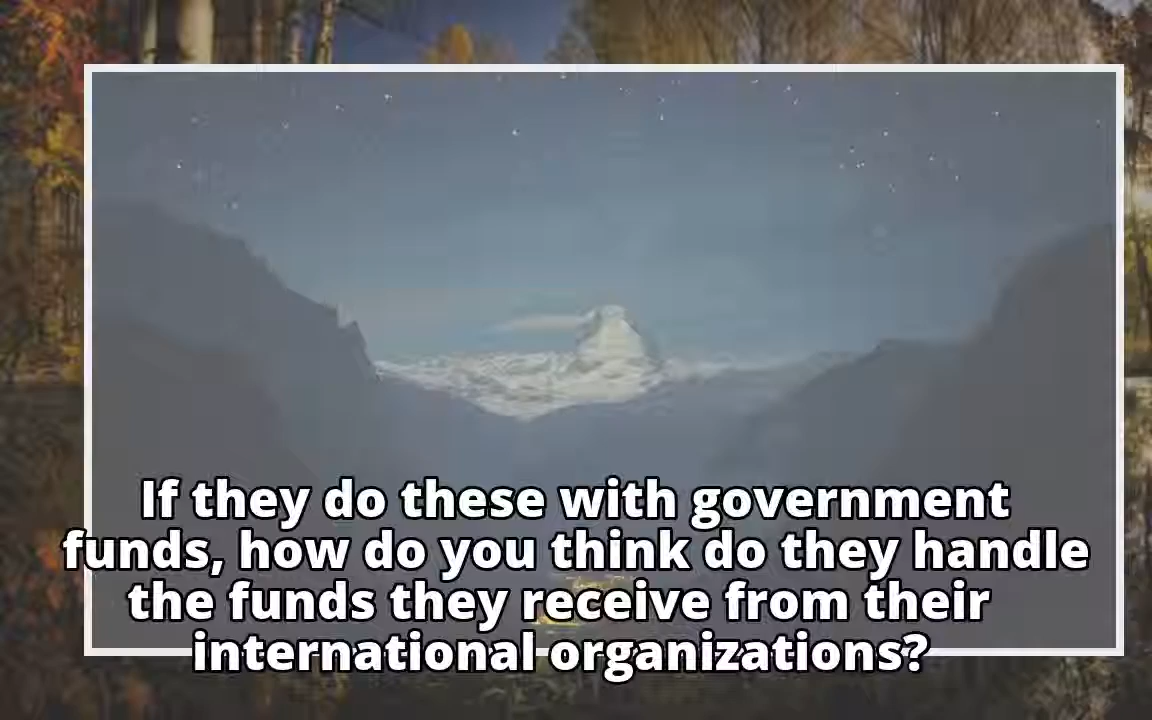 If they do these with government
funds, how do you think do they handle
the funds they receive from their
international organizations?